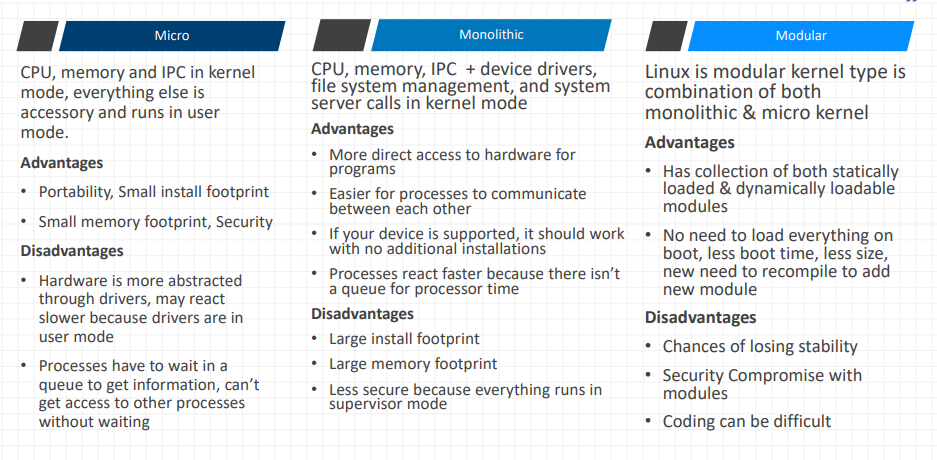 Micro
CPU, memory and IPC in kernel
mode, everything else is
accessory and runs in user
mode.
Advantages
• Portability, Small install footprint
• Small memory footprint, Security
Disadvantages
• Hardware is more abstracted
through drivers, may react
slower because drivers are in
user mode
• Processes have to wait in a
queue to get information, can’t
get access to other processes
without waiting
Monolithic
CPU, memory, IPC + device drivers,
file system management, and system
server calls in kernel mode
Advantages
• More direct access to hardware for
programs
• Easier for processes to communicate
between each other
• If your device is supported, it should work
with no additional installations
• Processes react faster because there isn’t
a queue for processor time
Disadvantages
• Large install footprint
• Large memory footprint
• Less secure because everything runs in
supervisor mode
Modular
Linux is modular kernel type is
combination of both
monolithic & micro kernel
Advantages
• Has collection of both statically
loaded & dynamically loadable
modules
• No need to load everything on
boot, less boot time, less size,
new need to recompile to add
new module
Disadvantages
• Chances of losing stability
• Security Compromise with
modules
• Coding can be difficult